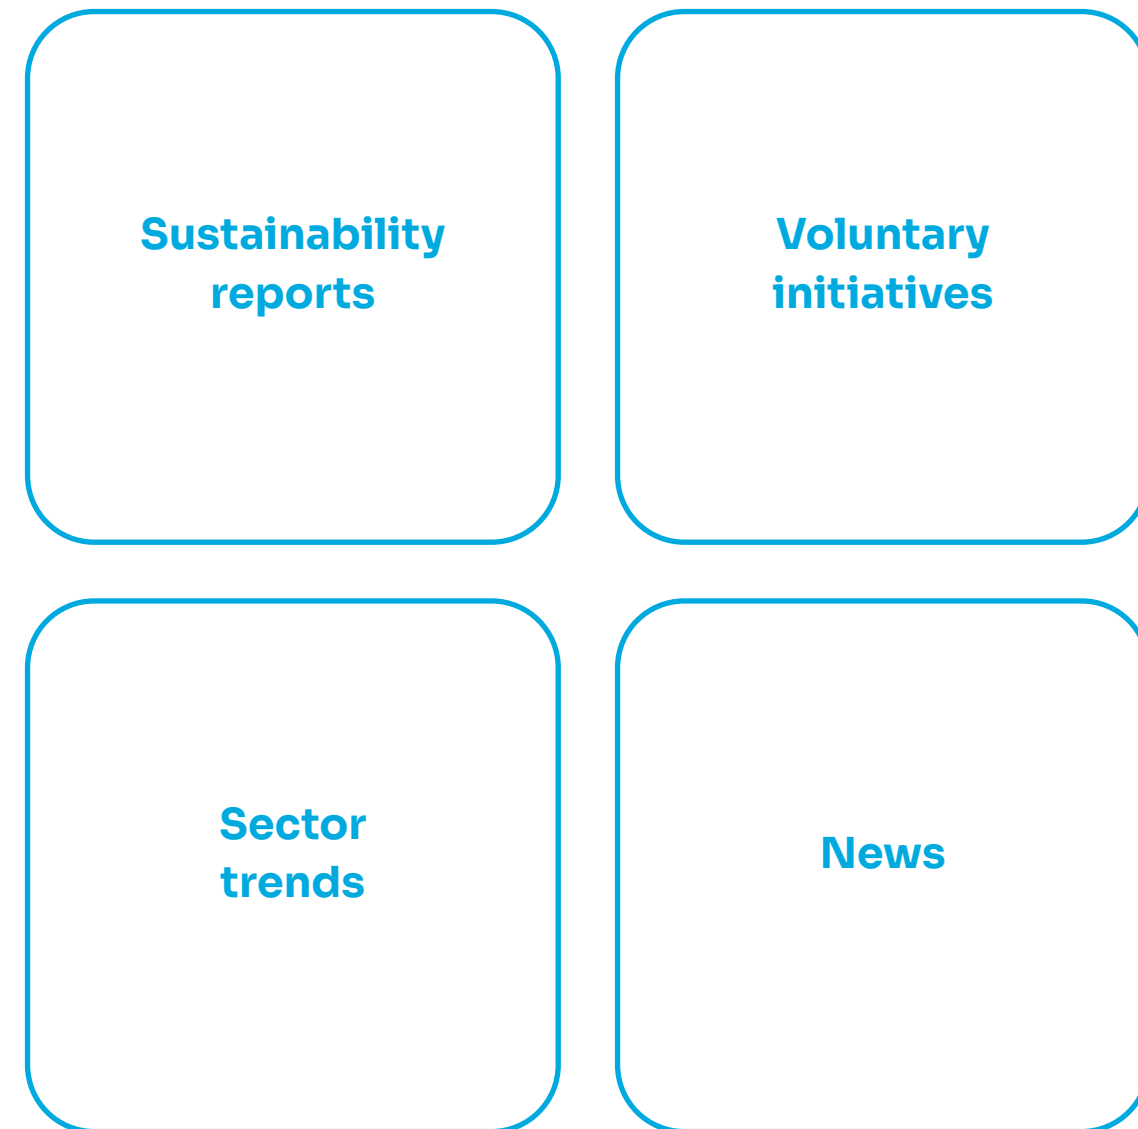 Sustainability
reports
Voluntary
initiatives
Sector
trends
News